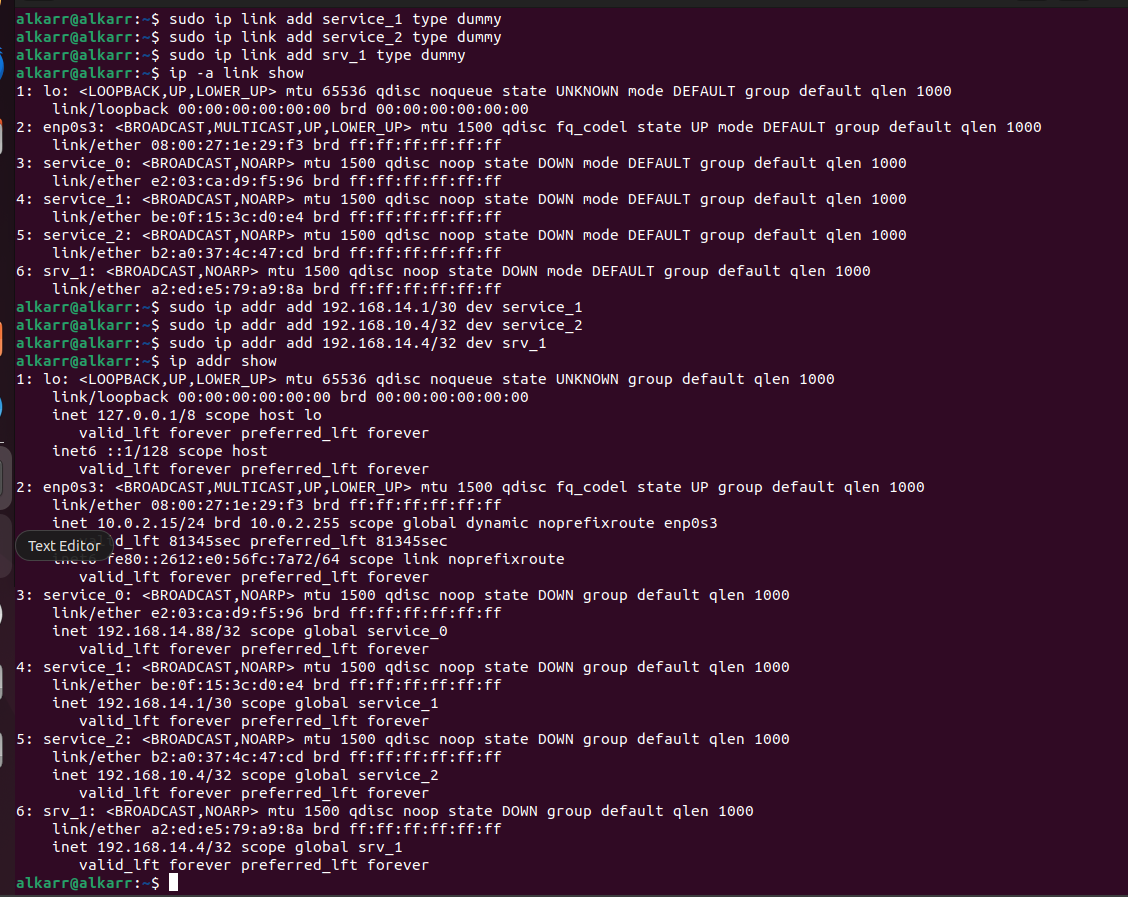 alkarr@alkarr:~$ sudo ip link add service_1 type dummy
alkarr@alkarr:~$ sudo ip link add service_2 type dummy
alkarr@alkarr:~$ sudo ip link add srv_1 type dummy
alkarr@alkarr:~$ ip -a link show
1: lo: <LOOPBACK,UP,LOWER_UP> mtu 65536 qdisc noqueue state UNKNOWN mode DEFAULT group default qlen 1000
    link/loopback 00:00:00:00:00:00 brd 00:00:00:00:00:00
2: enp0s3: <BROADCAST,MULTICAST,UP,LOWER_UP> mtu 1500 qdisc fq_codel state UP mode DEFAULT group default qlen 1000
    link/ether 08:00:27:1e:29:f3 brd ff:ff:ff:ff:ff:ff
3: service_0: <BROADCAST,NOARP> mtu 1500 qdisc noop state DOWN mode DEFAULT group default qlen 1000
    link/ether e2:03:ca:d9:f5:96 brd ff:ff:ff:ff:ff:ff
4: service_1: <BROADCAST,NOARP> mtu 1500 qdisc noop state DOWN mode DEFAULT group default qlen 1000
    link/ether be:0f:15:3c:d0:e4 brd ff:ff:ff:ff:ff:ff
5: service_2: <BROADCAST,NOARP> mtu 1500 qdisc noop state DOWN mode DEFAULT group default qlen 1000
    link/ether b2:a0:37:4c:47:cd brd ff:ff:ff:ff:ff:ff
6: srv_1: <BROADCAST,NOARP> mtu 1500 qdisc noop state DOWN mode DEFAULT group default qlen 1000
    link/ether a2:ed:e5:79:a9:8a brd ff:ff:ff:ff:ff:ff
alkarr@alkarr:~$ sudo ip addr add 192.168.14.1/30 dev service_1
alkarr@alkarr:~$ sudo ip addr add 192.168.10.4/32 dev service_2
alkarr@alkarr:~$ sudo ip addr add 192.168.14.4/32 dev srv_1
alkarr@alkarr:~$ ip addr show
1: lo: <LOOPBACK,UP,LOWER_UP> mtu 65536 qdisc noqueue state UNKNOWN group default qlen 1000
    link/loopback 00:00:00:00:00:00 brd 00:00:00:00:00:00
    inet 127.0.0.1/8 scope host lo
       valid_lft forever preferred_lft forever
    inet6 ::1/128 scope host
       valid_lft forever preferred_lft forever
2: enp0s3: <BROADCAST,MULTICAST,UP,LOWER_UP> mtu 1500 qdisc fq_codel state UP group default qlen 1000
    link/ether 08:00:27:1e:29:f3 brd ff:ff:ff:ff:ff:ff
    inet 10.0.2.15/24 brd 10.0.2.255 scope global dynamic noprefixroute enp0s3
       valid_lft 81345sec preferred_lft 81345sec
Text Editor
    inet6 fe80::2612:e0:56fc:7a72/64 scope link noprefixroute
       valid_lft forever preferred_lft forever
3: service_0: <BROADCAST,NOARP> mtu 1500 qdisc noop state DOWN group default qlen 1000
    link/ether e2:03:ca:d9:f5:96 brd ff:ff:ff:ff:ff:ff
    inet 192.168.14.88/32 scope global service_0
       valid_lft forever preferred_lft forever
4: service_1: <BROADCAST,NOARP> mtu 1500 qdisc noop state DOWN group default qlen 1000
    link/ether be:0f:15:3c:d0:e4 brd ff:ff:ff:ff:ff:ff
    inet 192.168.14.1/30 scope global service_1
       valid_lft forever preferred_lft forever
5: service_2: <BROADCAST,NOARP> mtu 1500 qdisc noop state DOWN group default qlen 1000
    link/ether b2:a0:37:4c:47:cd brd ff:ff:ff:ff:ff:ff
    inet 192.168.10.4/32 scope global service_2
       valid_lft forever preferred_lft forever
6: srv_1: <BROADCAST,NOARP> mtu 1500 qdisc noop state DOWN group default qlen 1000
    link/ether a2:ed:e5:79:a9:8a brd ff:ff:ff:ff:ff:ff
    inet 192.168.14.4/32 scope global srv_1
       valid_lft forever preferred_lft forever
alkarr@alkarr:~$